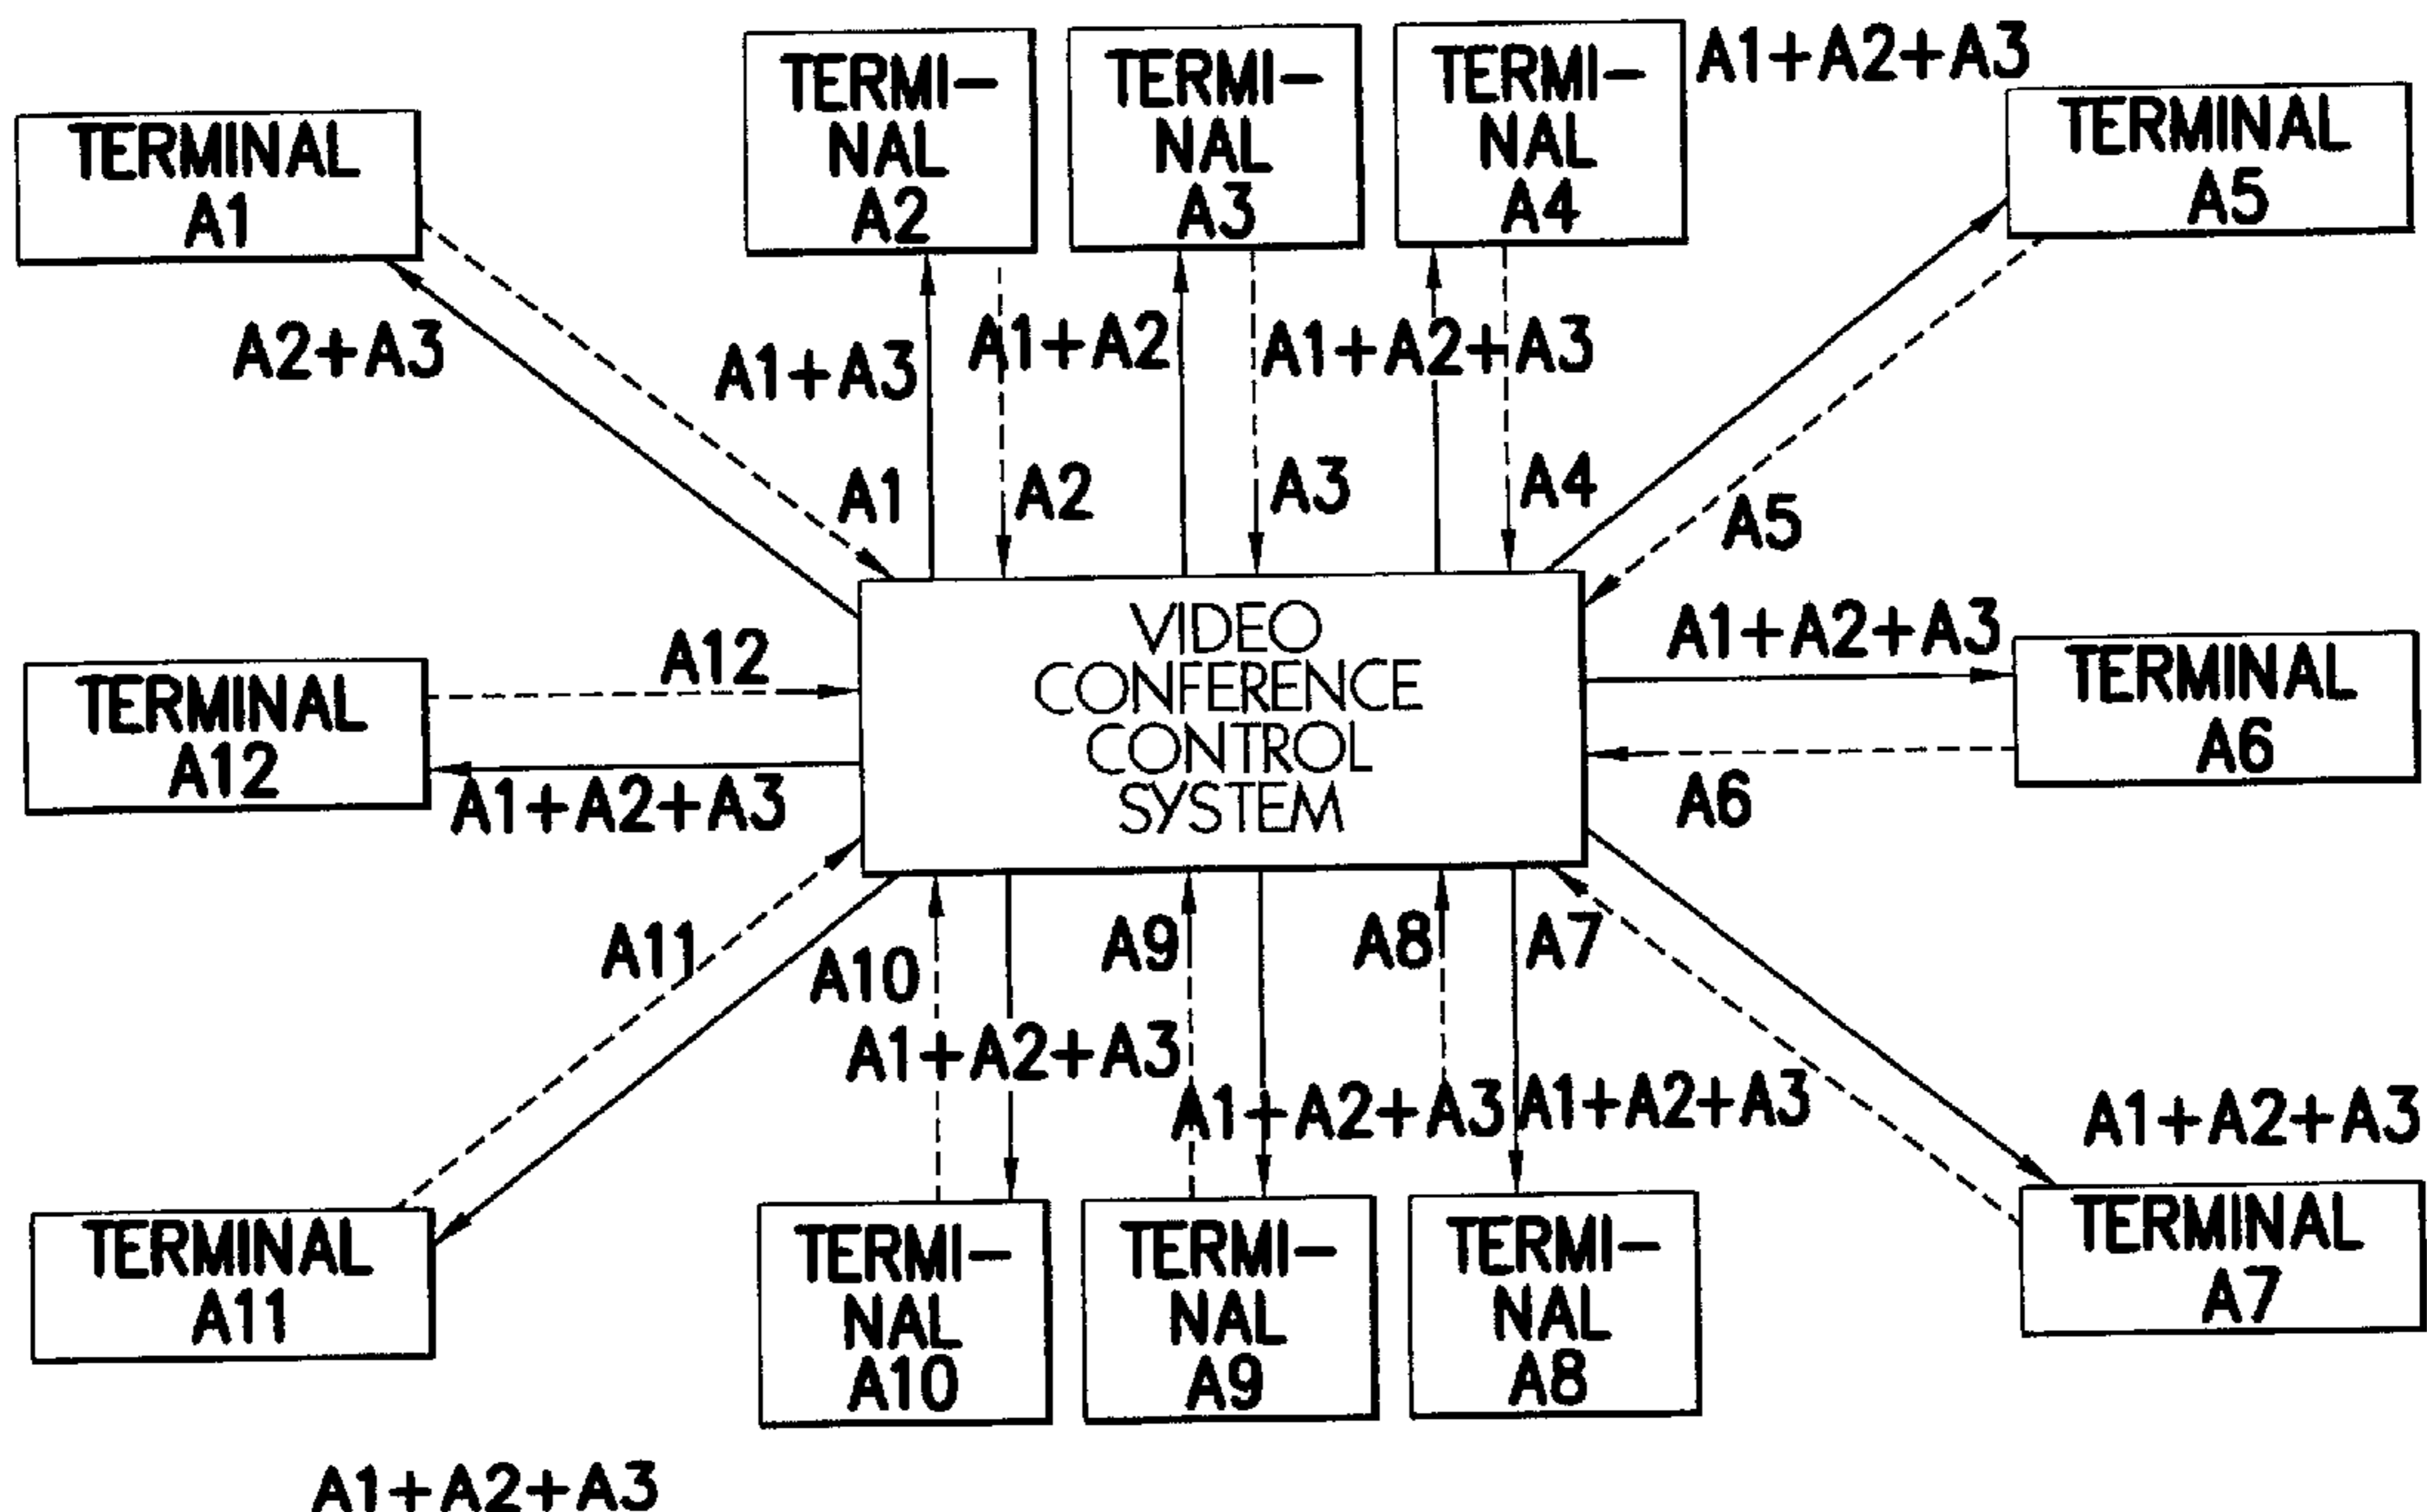 TERMINAL
A1
TERMI-
NAL
A2
TERMI-
NAL
A3
TERMI-
NAL
A4
A1+A2+A3
TERMINAL
A5
A2+A3
A1+A3
A1+A2
A1+A2+A3
A1
A2
A3
A4
A5
VIDEO
CONFERENCE
CONTROL
SYSTEM
TERMINAL
A12
A12
A1+A2+A3
A1+A2+A3
A6
TERMINAL
A6
A11
A10
A9
A8
A7
A1+A2+A3
A1+A2+A3
A1+A2+A3
A1+A2+A3
TERMINAL
A11
TERMI-
NAL
A10
TERMI-
NAL
A9
TERMI-
NAL
A8
TERMINAL
A7
A1+A2+A3